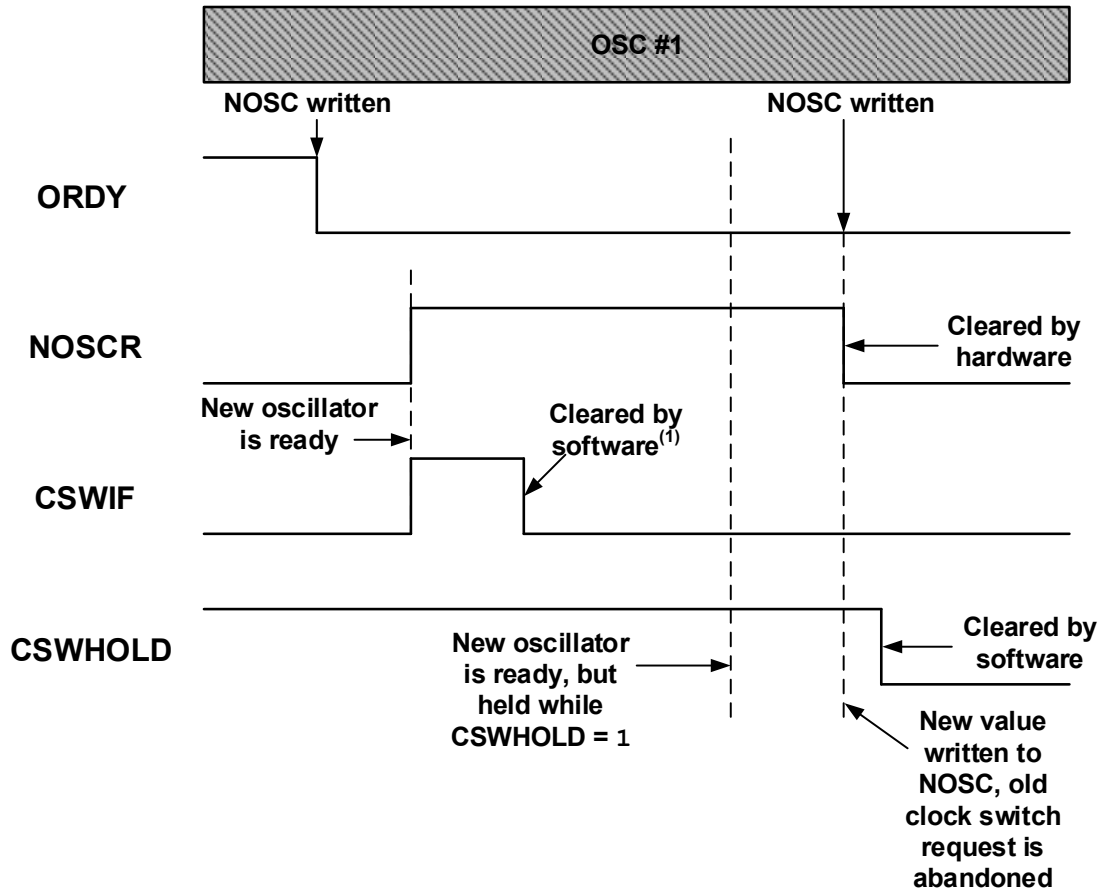 OSC #1
NOSC written
NOSC written
ORDY
NOSCR
Cleared by
hardware
New oscillator
is ready
Cleared by
software(1)
CSWIF
CSWHOLD
New oscillator
is ready, but
held while
CSWHOLD = 1
Cleared by
software
New value
written to
NOSC, old
clock switch
request is
abandoned